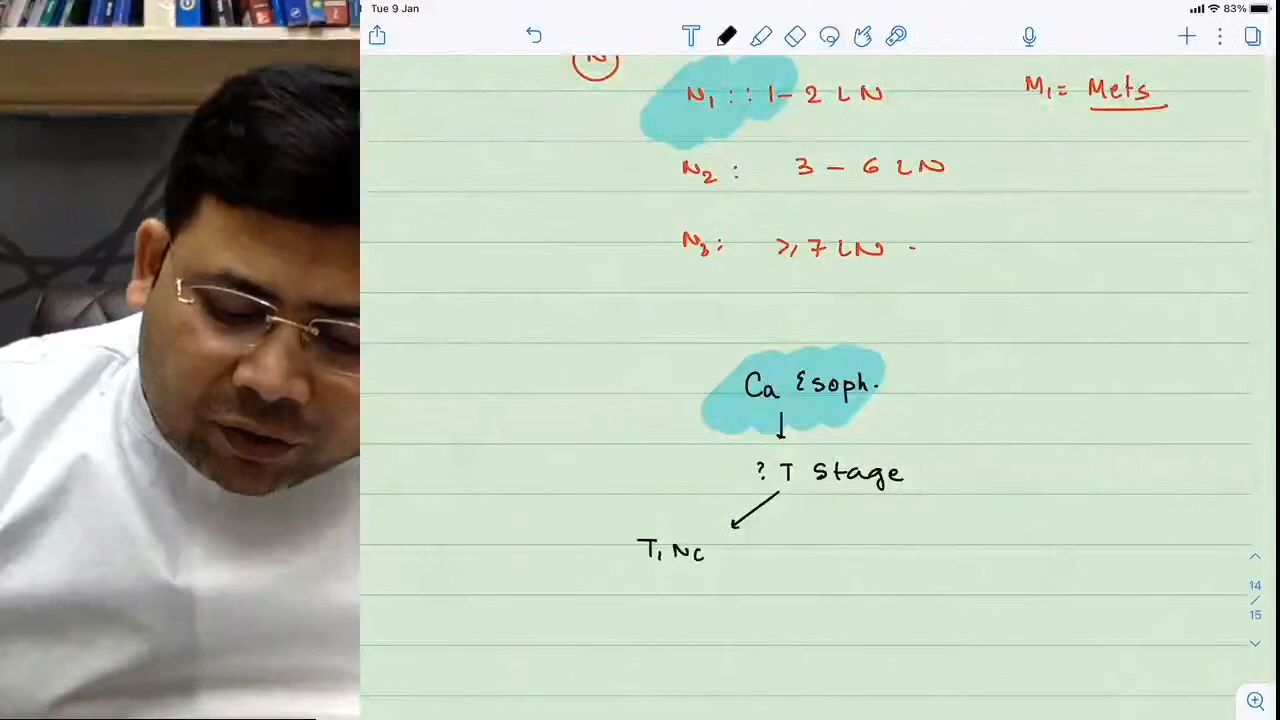 Tue 9 Jan
83%
N
N1 : : 1 - 2 LN
M1 = Mets
N2 : 3 - 6 LN
N3 : ≥ 7 LN -
Ca Esoph.
? T Stage
T1 Nc
14
15